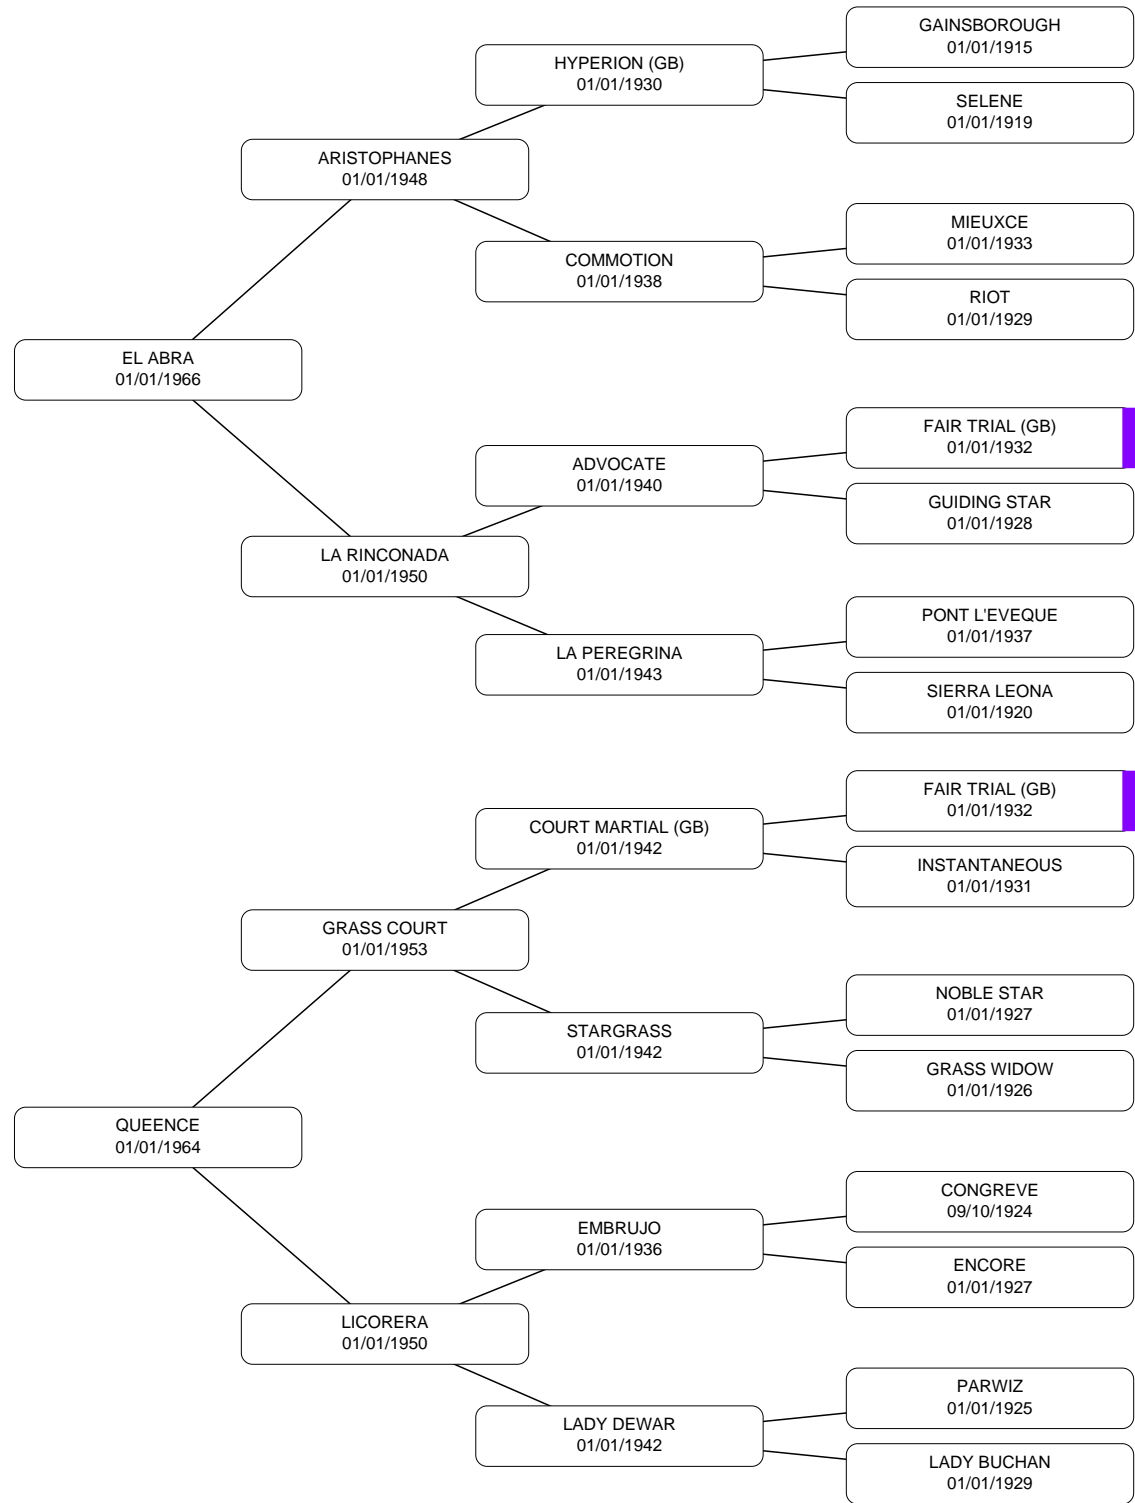 GAINSBOROUGH
01/01/1915
HYPERION (GB)
01/01/1930
SELENE
01/01/1919
ARISTOPHANES
01/01/1948
MIEUXCE
01/01/1933
COMMOTION
01/01/1938
RIOT
01/01/1929
EL ABRA
01/01/1966
FAIR TRIAL (GB)
01/01/1932
ADVOCATE
01/01/1940
GUIDING STAR
01/01/1928
LA RINCONADA
01/01/1950
PONT L'EVEQUE
01/01/1937
LA PEREGRINA
01/01/1943
SIERRA LEONA
01/01/1920
FAIR TRIAL (GB)
01/01/1932
COURT MARTIAL (GB)
01/01/1942
INSTANTANEOUS
01/01/1931
GRASS COURT
01/01/1953
NOBLE STAR
01/01/1927
STARGRASS
01/01/1942
GRASS WIDOW
01/01/1926
QUEENCE
01/01/1964
CONGREVE
09/10/1924
EMBRUJO
01/01/1936
ENCORE
01/01/1927
LICORERA
01/01/1950
PARWIZ
01/01/1925
LADY DEWAR
01/01/1942
LADY BUCHAN
01/01/1929